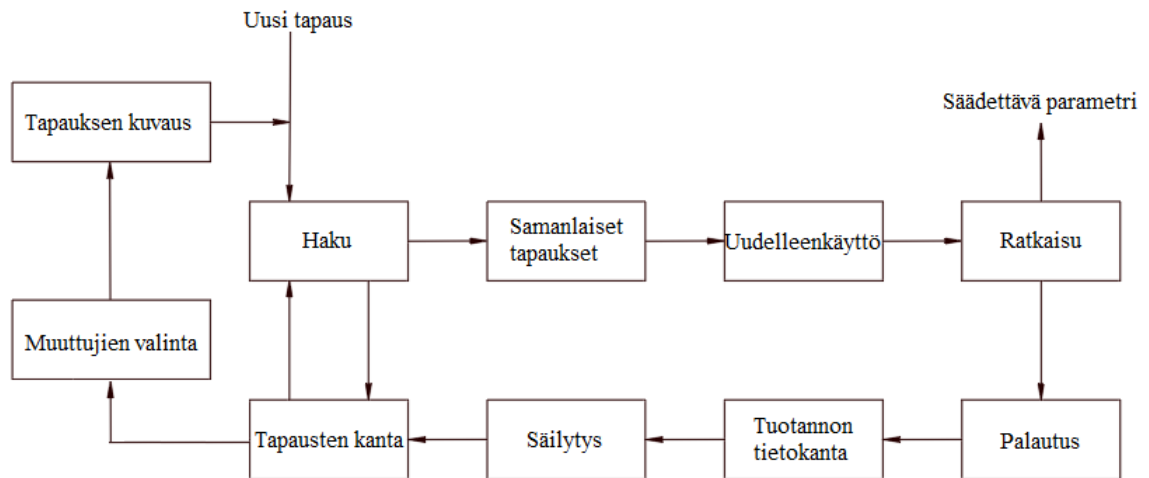 Uusi tapaus
Säädettävä parametri
Tapauksen kuvaus
Haku
Samanlaiset
tapaukset
Uudelleenkäyttö
Ratkaisu
Muuttujien valinta
Tapausten kanta
Säilytys
Tuotannon
tietokanta
Palautus